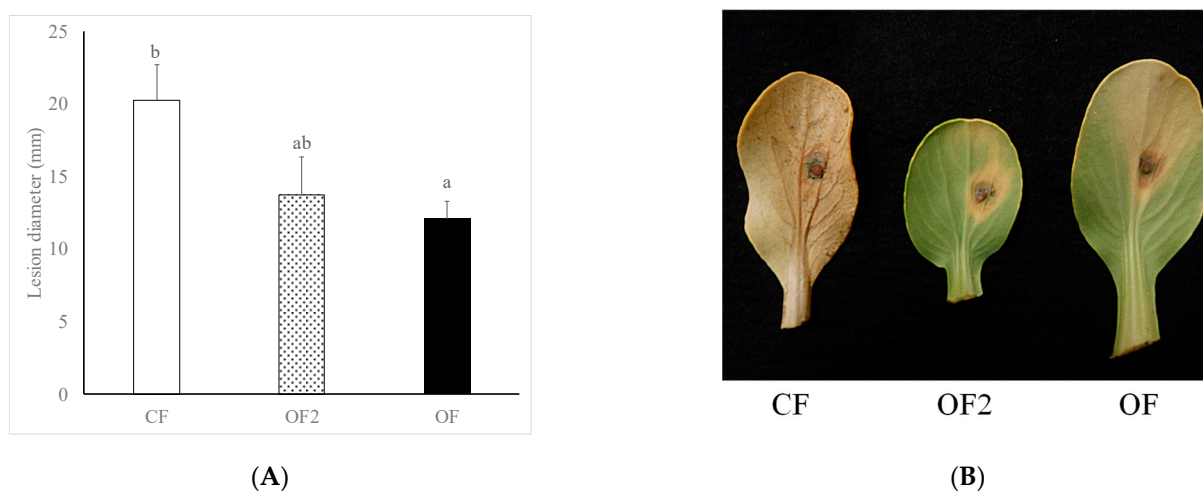 25
20
15
10
5
0
Lesion diameter (mm)
b
ab
a
CF
OF2
OF
(A)
CF
OF2
OF
(B)